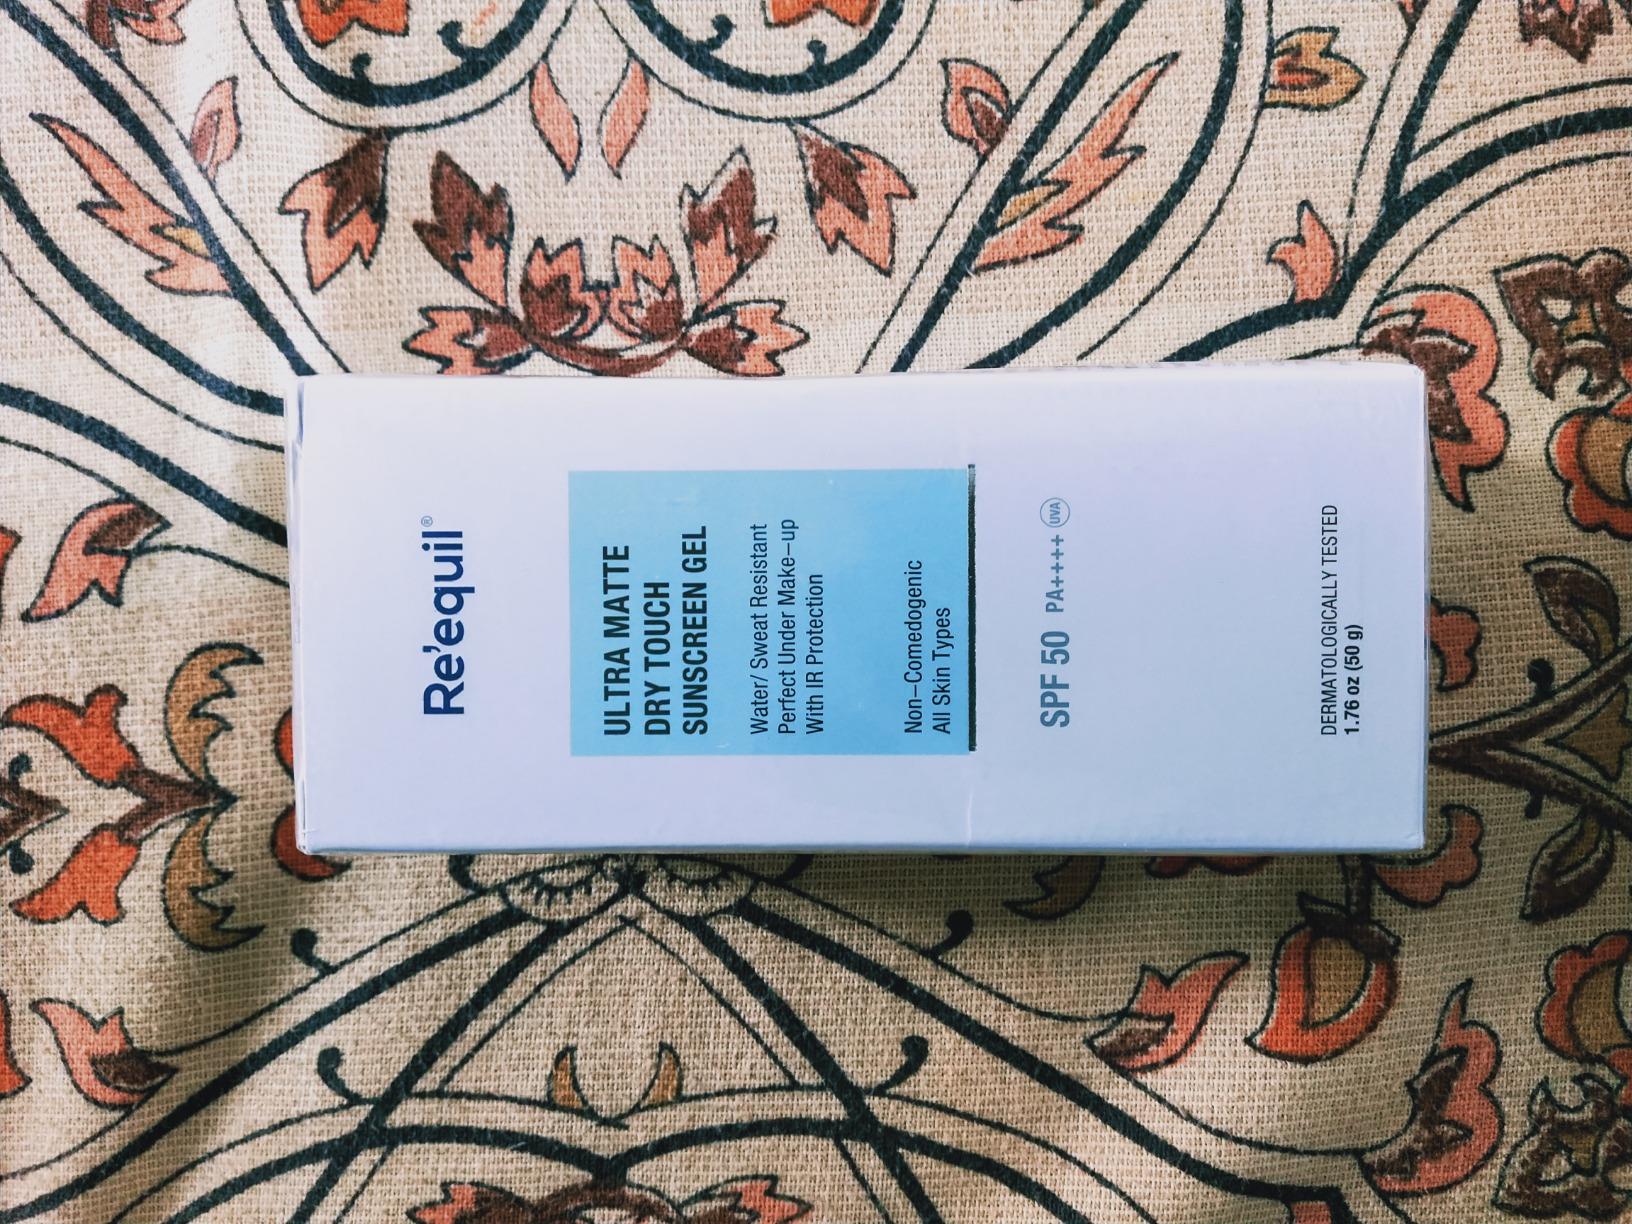 Re'equil®
ULTRA MATTE
DRY TOUCH
SUNSCREEN GEL
Water/ Sweat Resistant
Perfect Under Make-up
With IR Protection
Non-Comedogenic
All Skin Types
SPF 50 PA++++ UVA
DERMATOLOGICALLY TESTED
1.76 oz (50 g)